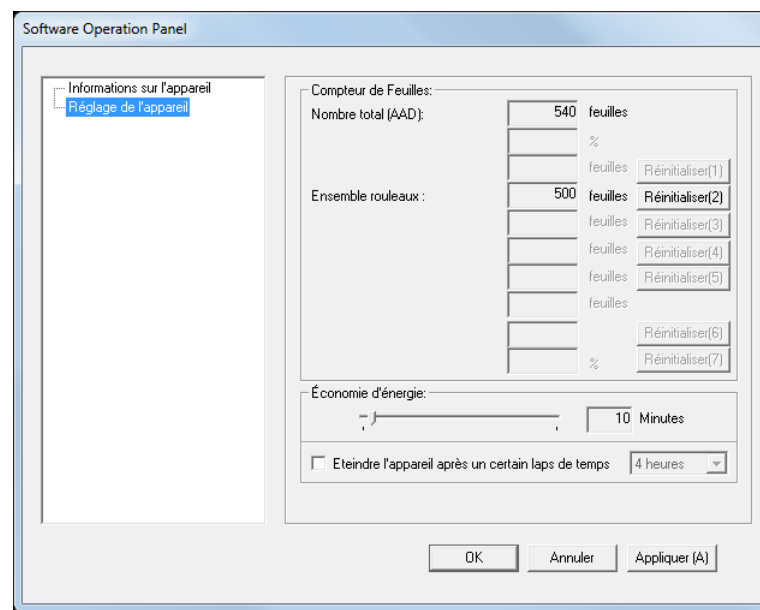 Software Operation Panel
Informations sur l'appareil
Réglage de l'appareil
Compteur de Feuilles:
Nombre total (AAD): 540 feuilles
%
feuilles Réinitialiser(1)
Ensemble rouleaux : 500 feuilles Réinitialiser(2)
feuilles Réinitialiser(3)
feuilles Réinitialiser(4)
feuilles Réinitialiser(5)
feuilles
Réinitialiser(6)
% Réinitialiser(7)
Économie d'énergie:
10 Minutes
Eteindre l'appareil après un certain laps de temps 4 heures
OK Annuler Appliquer (A)